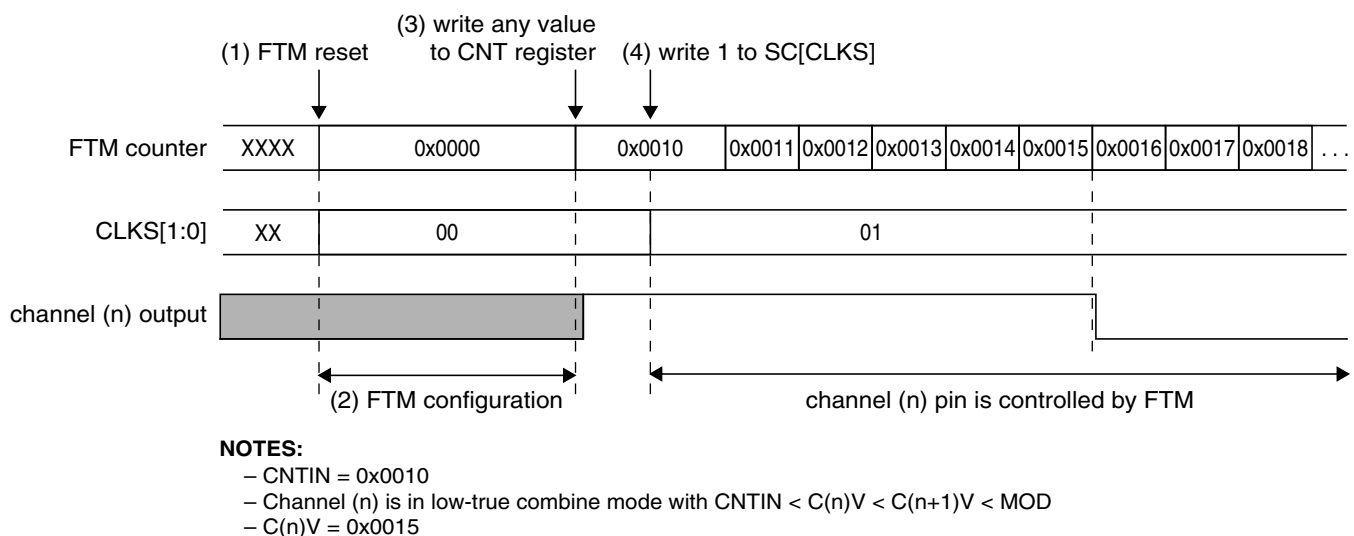 (3) write any value
(1) FTM reset to CNT register (4) write 1 to SC[CLKS]
FTM counter XXXX 0x0000 0x0010 0x0011 0x0012 0x0013 0x0014 0x0015 0x0016 0x0017 0x0018 . . .
CLKS[1:0] XX 00 01
channel (n) output
(2) FTM configuration channel (n) pin is controlled by FTM
NOTES:
– CNTIN = 0x0010
– Channel (n) is in low-true combine mode with CNTIN < C(n)V < C(n+1)V < MOD
– C(n)V = 0x0015